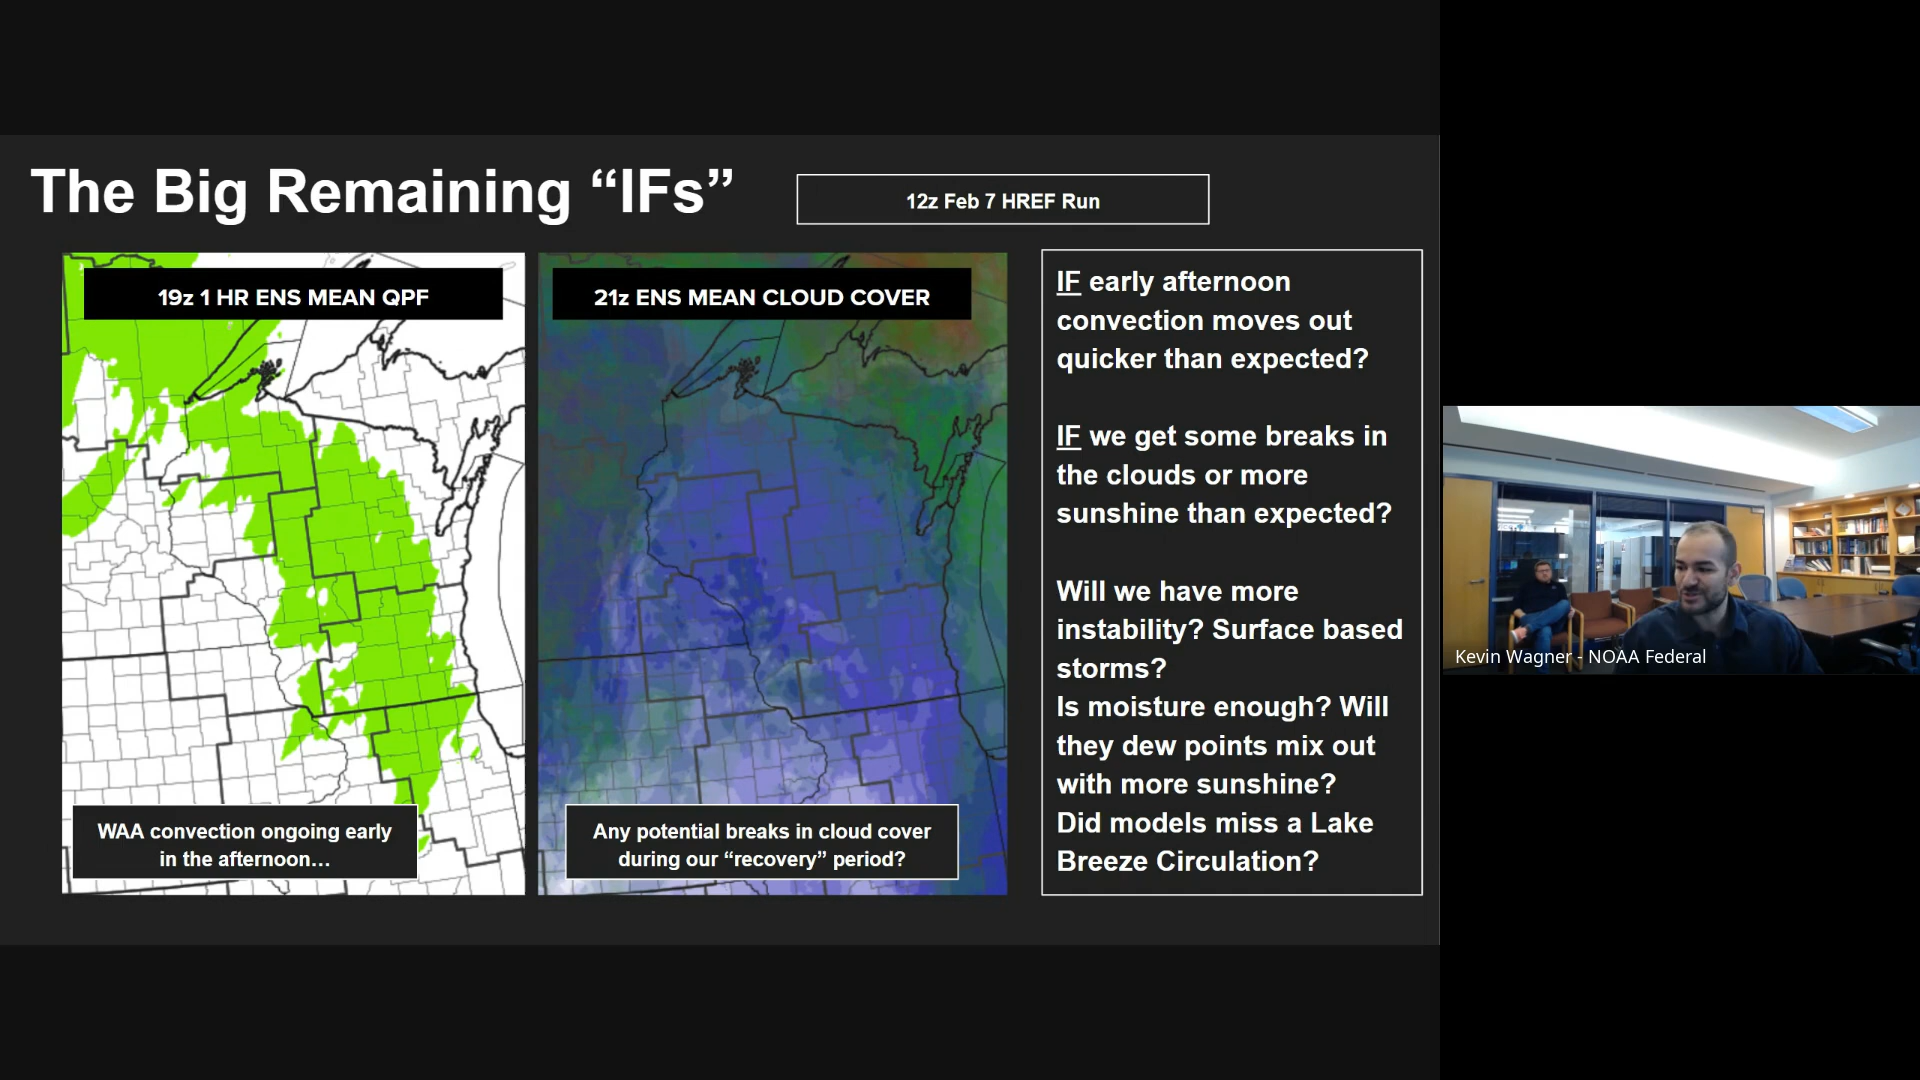 The Big Remaining “IFs”
12z Feb 7 HREF Run
19z 1 HR ENS MEAN QPF
WAA convection ongoing early
in the afternoon…
21z ENS MEAN CLOUD COVER
Any potential breaks in cloud cover
during our “recovery” period?
IF early afternoon
convection moves out
quicker than expected?
IF we get some breaks in
the clouds or more
sunshine than expected?
Will we have more
instability? Surface based
storms?
Is moisture enough? Will
they dew points mix out
with more sunshine?
Did models miss a Lake
Breeze Circulation?
Kevin Wagner - NOAA Federal